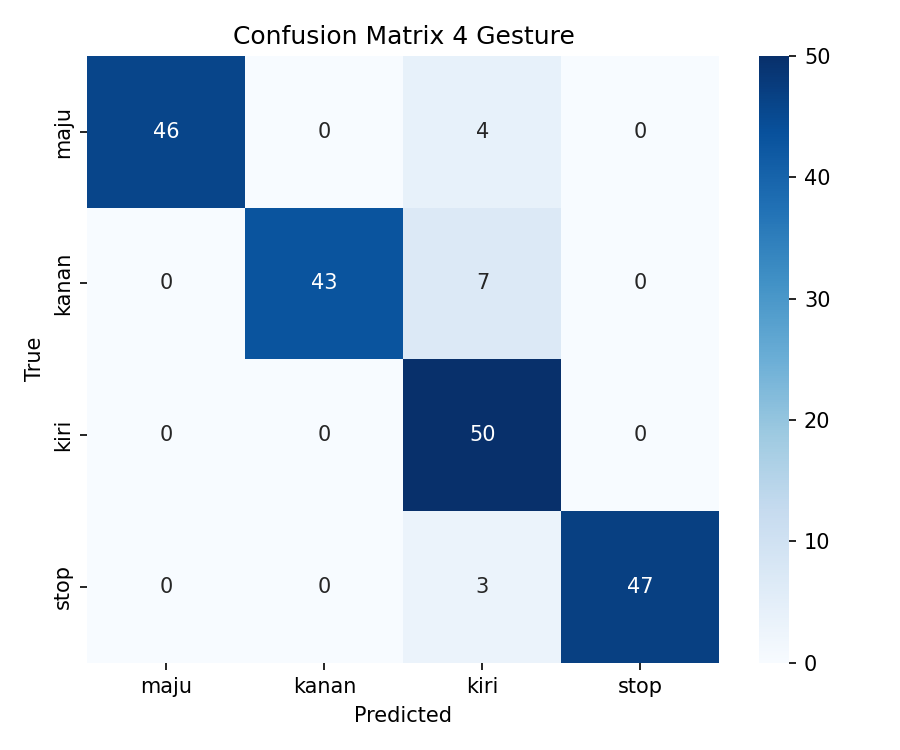 Confusion Matrix 4 Gesture
maju 46 0 4 0
kanan 0 43 7 0
kiri 0 0 50 0
stop 0 0 3 47
maju kanan kiri stop
Predicted
True
50
40
30
20
10
0